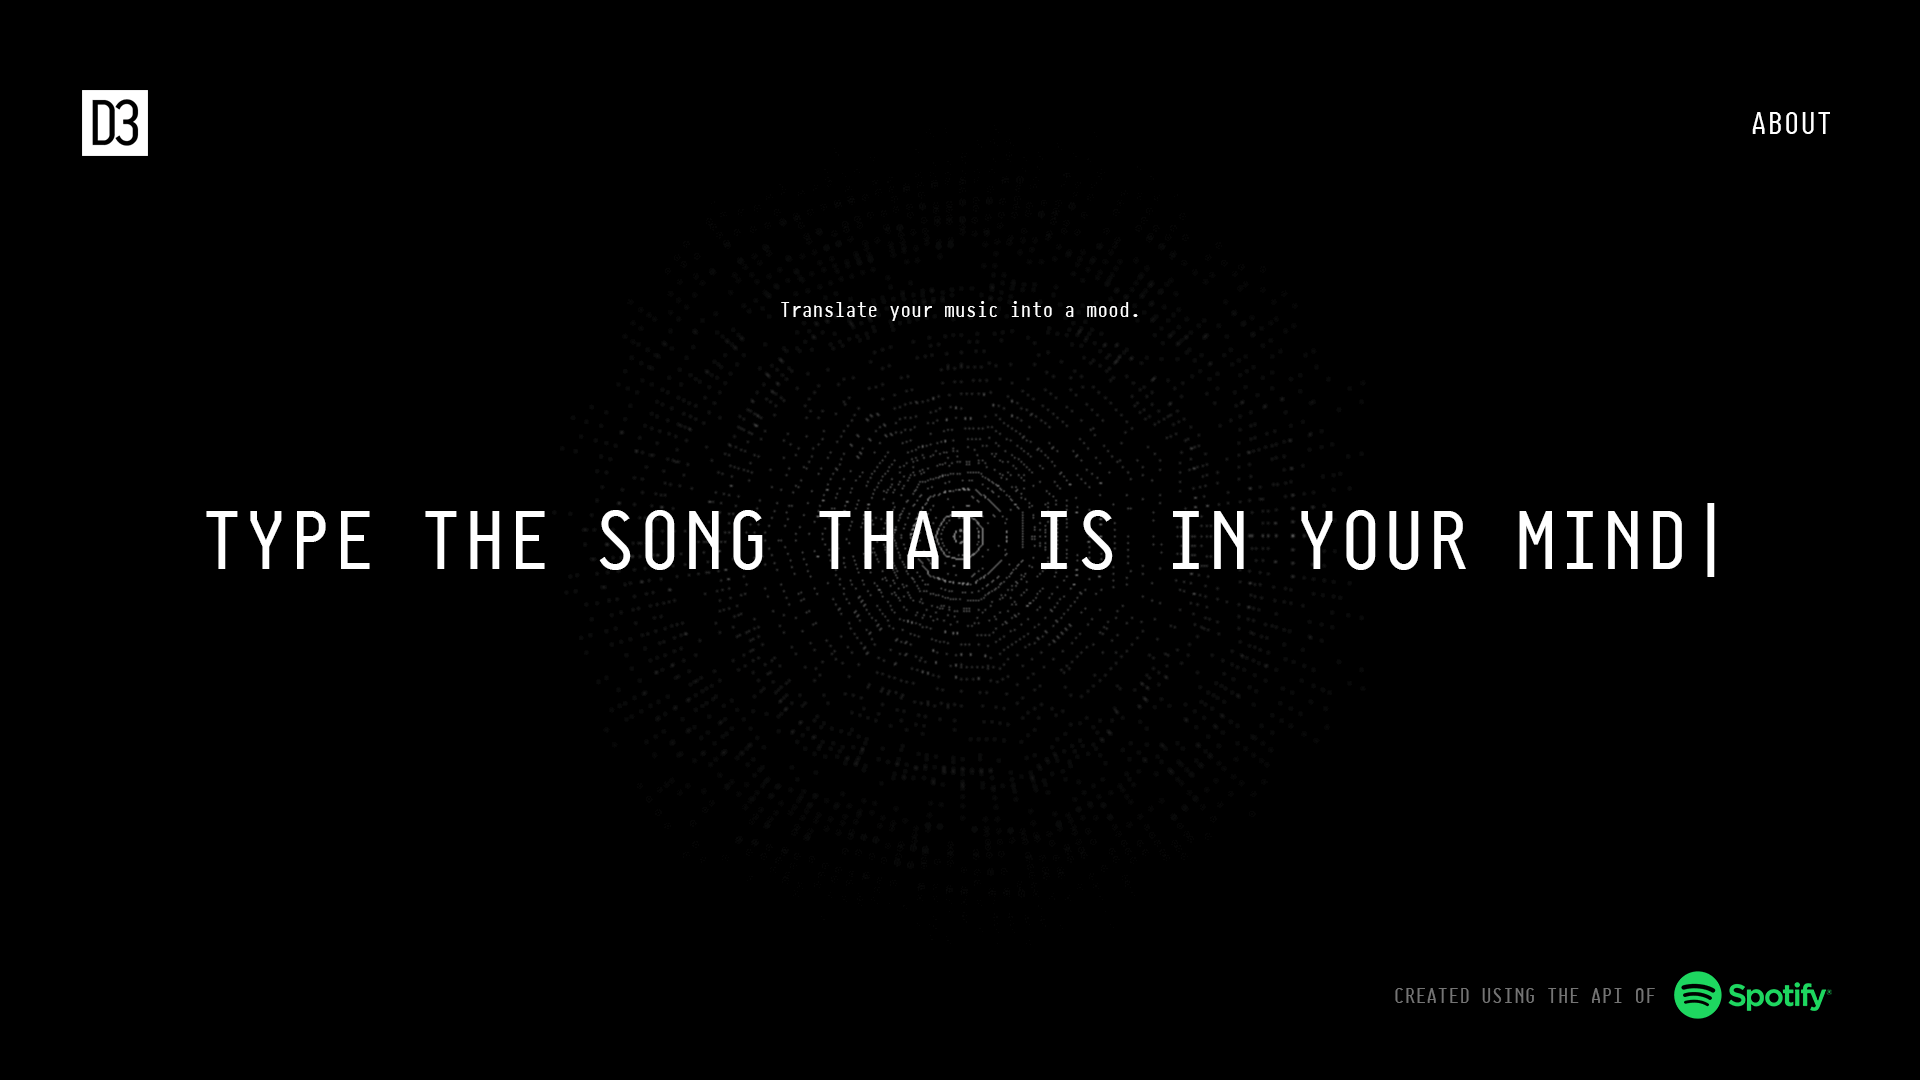 D3
ABOUT
Translate your music into a mood.
TYPE THE SONG THAT IS IN YOUR MIND|
CREATED USING THE API OF
Spotify®